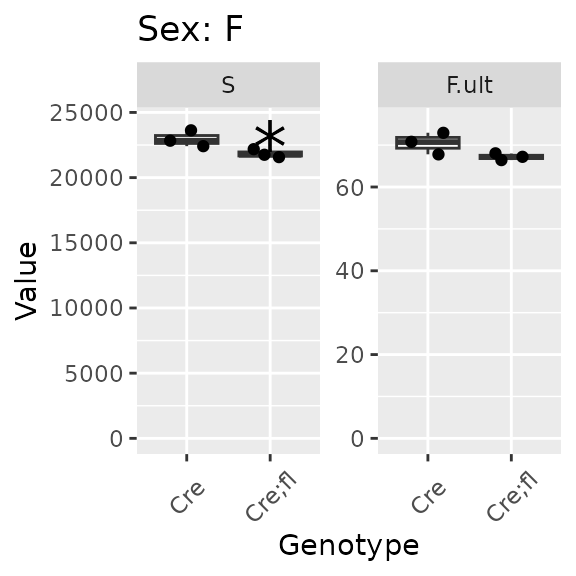 Sex: F
S
F.ult
Value
25000
20000
15000
10000
5000
0
60
40
20
0
*
Cre
Cre;fl
Cre
Cre;fl
Genotype